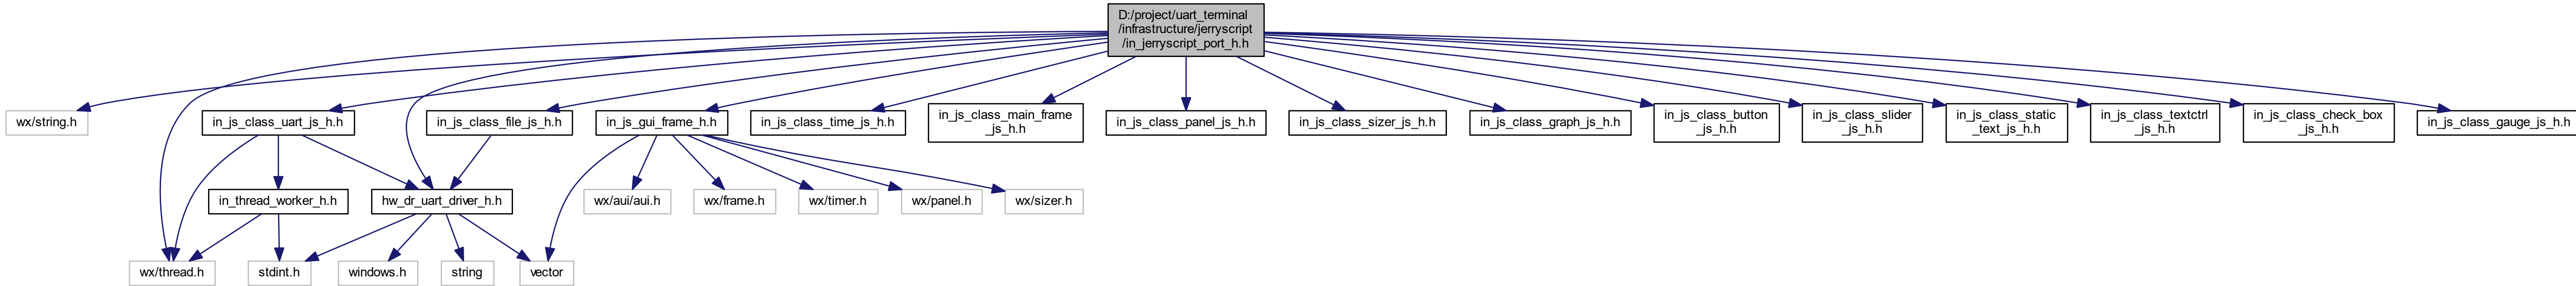 D:/project/uart_terminal
/infrastructure/jerryscript
/in_jerryscript_port_h.h
wx/string.h
in_js_class_uart_js_h.h
in_js_class_file_js_h.h
in_js_gui_frame_h.h
in_js_class_time_js_h.h
in_js_class_main_frame
_js_h.h
in_js_class_panel_js_h.h
in_js_class_sizer_js_h.h
in_js_class_graph_js_h.h
in_js_class_button
_js_h.h
in_js_class_slider
_js_h.h
in_js_class_static
_text_js_h.h
in_js_class_textctrl
_js_h.h
in_js_class_check_box
_js_h.h
in_js_class_gauge_js_h.h
in_thread_worker_h.h
hw_dr_uart_driver_h.h
wx/aui/aui.h
wx/frame.h
wx/timer.h
wx/panel.h
wx/sizer.h
wx/thread.h
stdint.h
windows.h
string
vector